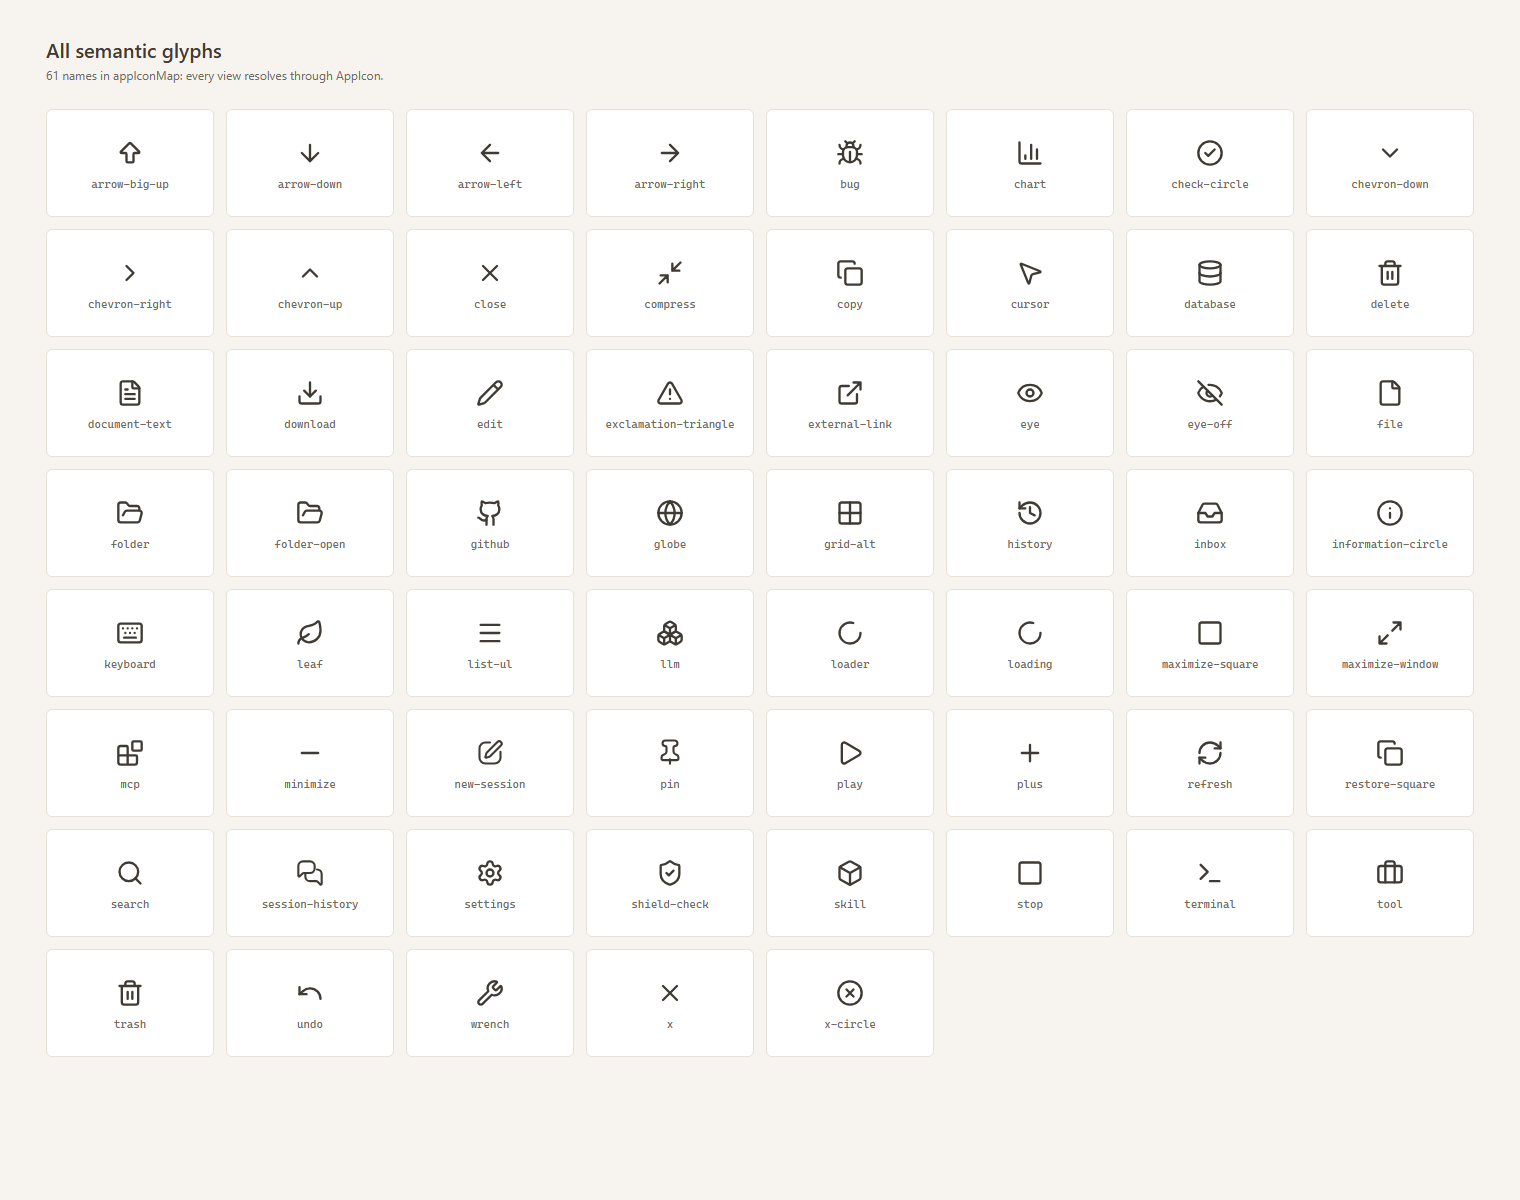 All semantic glyphs
61 names in appIconMap: every view resolves through AppIcon.
arrow-big-up
arrow-down
arrow-left
arrow-right
bug
chart
check-circle
chevron-down
chevron-right
chevron-up
close
compress
copy
cursor
database
delete
document-text
download
edit
exclamation-triangle
external-link
eye
eye-off
file
folder
folder-open
github
globe
grid-alt
history
inbox
information-circle
keyboard
leaf
list-ul
llm
loader
loading
maximize-square
maximize-window
mcp
minimize
new-session
pin
play
plus
refresh
restore-square
search
session-history
settings
shield-check
skill
stop
terminal
tool
trash
undo
wrench
x
x-circle